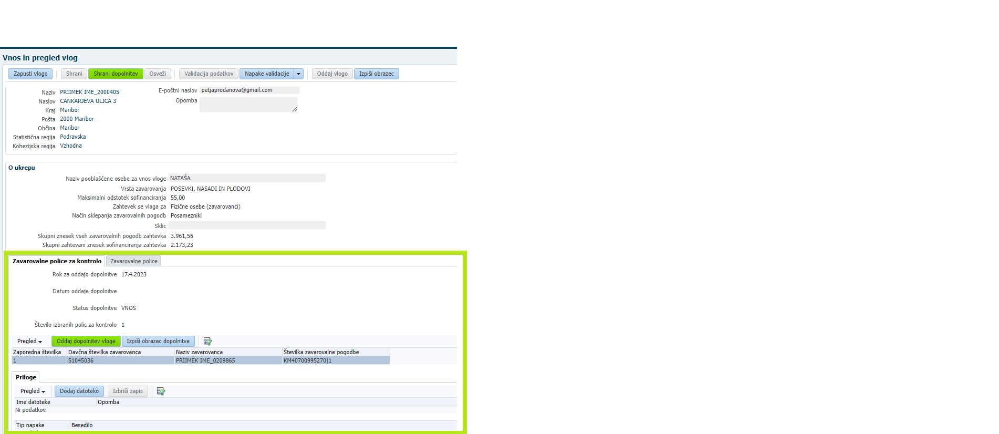 Vnos in pregled vlog
Zapusti vlogo Shrani Shrani dopolnitev Osveži Validacija podatkov Napake validacije Oddaj vlogo Izpiši obrazec
Naziv PRIIMEK IME_2000405 E-poštni naslov petjaprodanova@gmail.com
Naslov CANKARJEVA ULICA 3 Opomba
Kraj Maribor
Pošta 2000 Maribor
Občina Maribor
Statistična regija Podravska
Kohezijska regija Vzhodna
O ukrepu
Naziv pooblaščene osebe za vnos vloge NATAŠA
Vrsta zavarovanja POSEVKI, NASADI IN PLODOVI
Maksimalni odstotek sofinanciranja 55,00
Zahtevek se vlaga za Fizične osebe (zavarovanci)
Način sklepanja zavarovalnih pogodb Posamezniki
Sklic
Skupni znesek vseh zavarovalnih pogodb zahtevka 3.961,56
Skupni zahtevani znesek sofinanciranja zahtevka 2.173,23
Zavarovalne police za kontrolo Zavarovalne police
Rok za oddajo dopolnitve 17.4.2023
Datum oddaje dopolnitve
Status dopolnitve VNOS
Število izbranih polic za kontrolo 1
Pregled Oddaj dopolnitev vloge Izpiši obrazec dopolnitve
Zaporedna številka Davčna številka zavarovanca Naziv zavarovanca Številka zavarovalne pogodbe
1 51045036 PRIIMEK IME_0209865 KM40700995270|1
Priloge
Pregled Dodaj datoteko Izbriši zapis
Ime datoteke Opomba
Ni podatkov.
Tip napake Besedilo